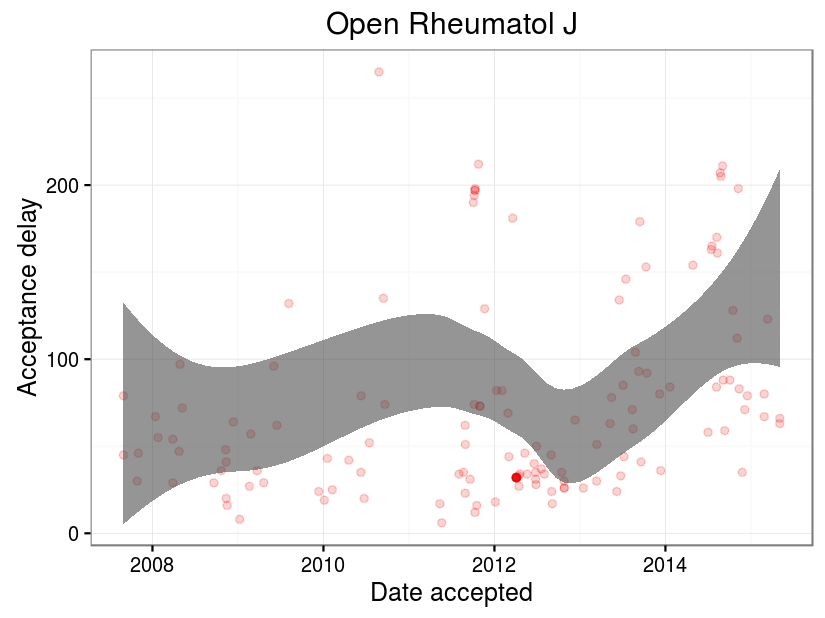 Open Rheumatol J
Acceptance delay
200
100
0
2008 2010 2012 2014
Date accepted